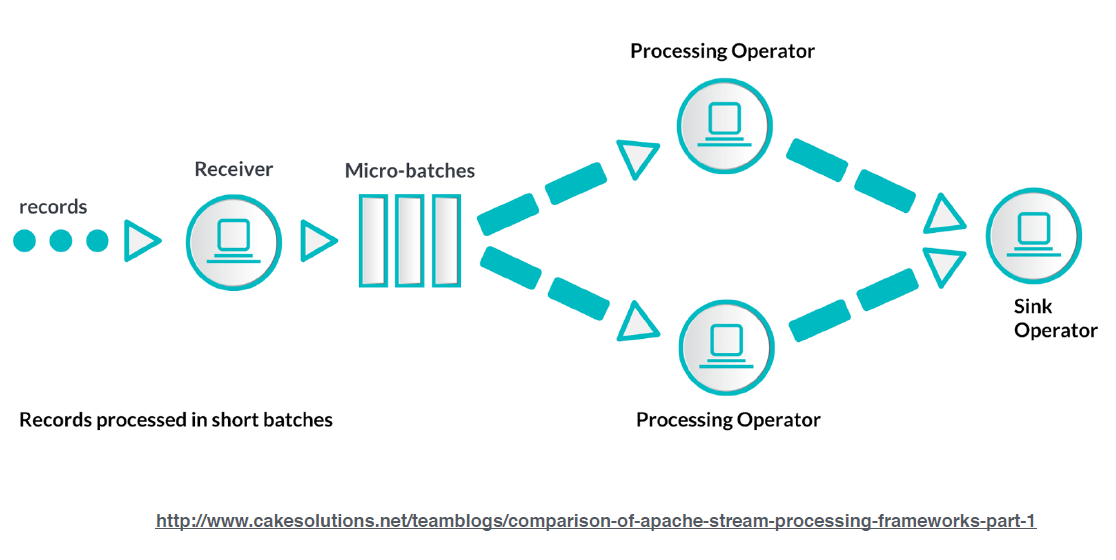 Processing Operator
Receiver
Micro-batches
records
Sink
Operator
Processing Operator
Records processed in short batches
http://www.cakesolutions.net/teamblogs/comparison-of-apache-stream-processing-frameworks-part-1